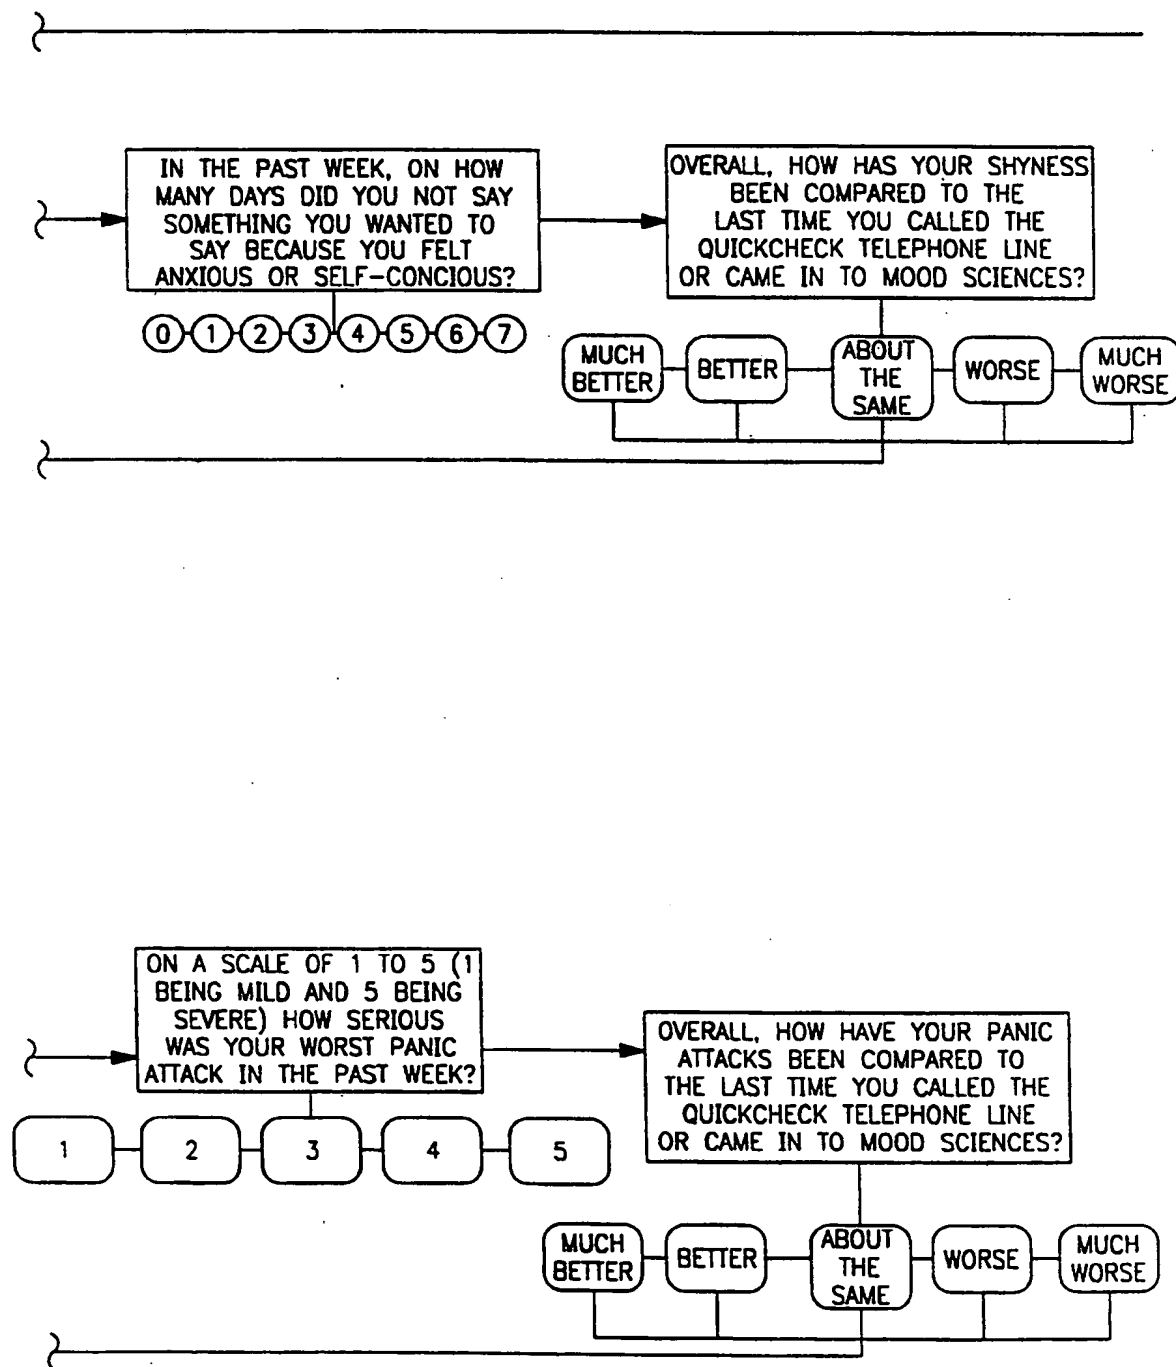 IN THE PAST WEEK, ON HOW
MANY DAYS DID YOU NOT SAY
SOMETHING YOU WANTED TO
SAY BECAUSE YOU FELT
ANXIOUS OR SELF-CONCIOUS?
0 1 2 3 4 5 6 7
OVERALL, HOW HAS YOUR SHYNESS
BEEN COMPARED TO THE
LAST TIME YOU CALLED THE
QUICKCHECK TELEPHONE LINE
OR CAME IN TO MOOD SCIENCES?
MUCH
BETTER
BETTER
ABOUT
THE
SAME
WORSE
MUCH
WORSE
ON A SCALE OF 1 TO 5 (1
BEING MILD AND 5 BEING
SEVERE) HOW SERIOUS
WAS YOUR WORST PANIC
ATTACK IN THE PAST WEEK?
1 2 3 4 5
OVERALL, HOW HAVE YOUR PANIC
ATTACKS BEEN COMPARED TO
THE LAST TIME YOU CALLED THE
QUICKCHECK TELEPHONE LINE
OR CAME IN TO MOOD SCIENCES?
MUCH
BETTER
BETTER
ABOUT
THE
SAME
WORSE
MUCH
WORSE